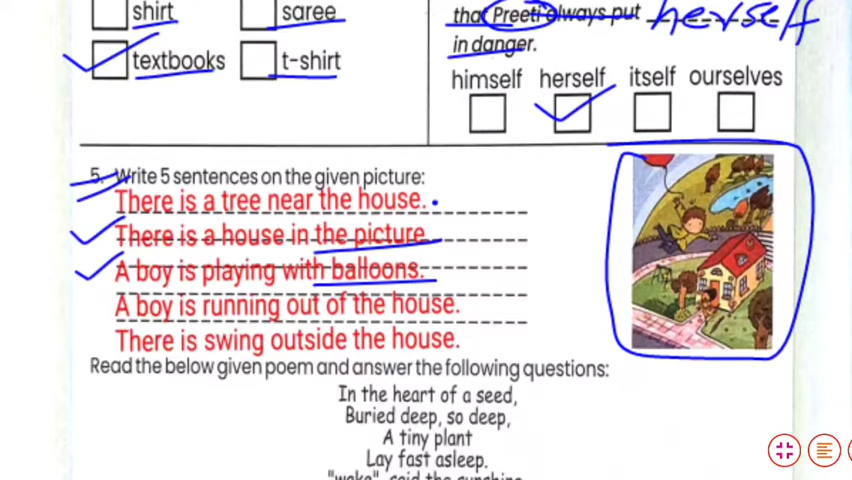 shirt
saree
textbooks
t-shirt
that Preeti always put herself
in danger.
himself herself itself ourselves
5. Write 5 sentences on the given picture:
There is a tree near the house.
There is a house in the picture.
A boy is playing with balloons.
A boy is running out of the house.
There is swing outside the house.
Read the below given poem and answer the following questions:
In the heart of a seed,
Buried deep, so deep,
A tiny plant
Lay fast asleep.
"wake", said the sunshine